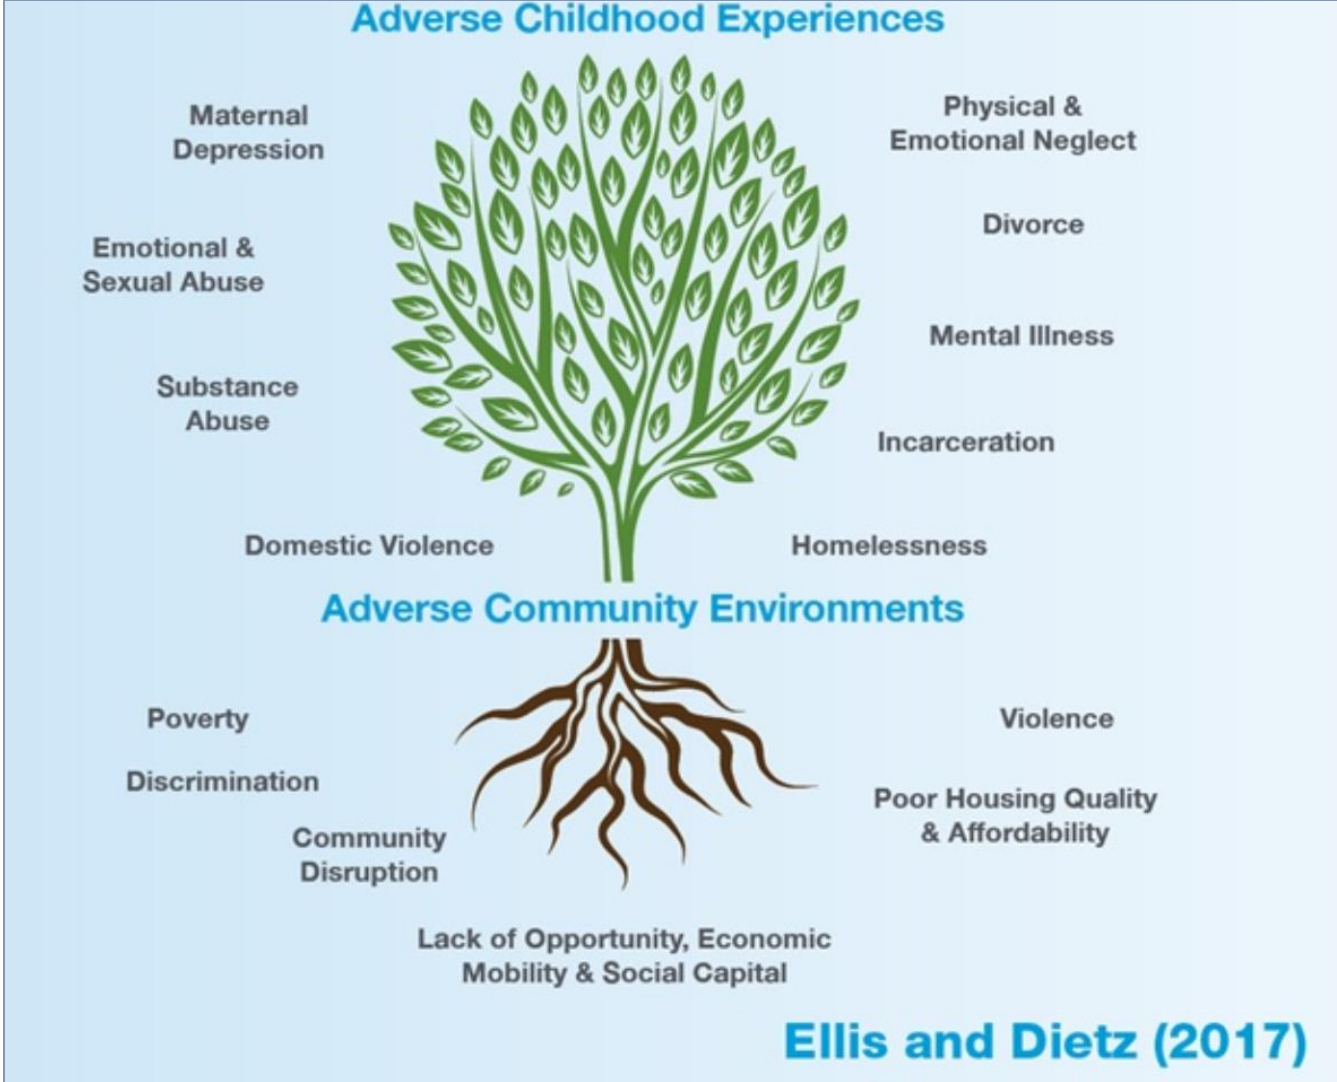 Adverse Childhood Experiences
Maternal
Depression
Physical &
Emotional Neglect
Emotional &
Sexual Abuse
Divorce
Substance
Abuse
Mental Illness
Incarceration
Domestic Violence
Homelessness
Adverse Community Environments
Poverty
Violence
Discrimination
Poor Housing Quality
& Affordability
Community
Disruption
Lack of Opportunity, Economic
Mobility & Social Capital
Ellis and Dietz (2017)